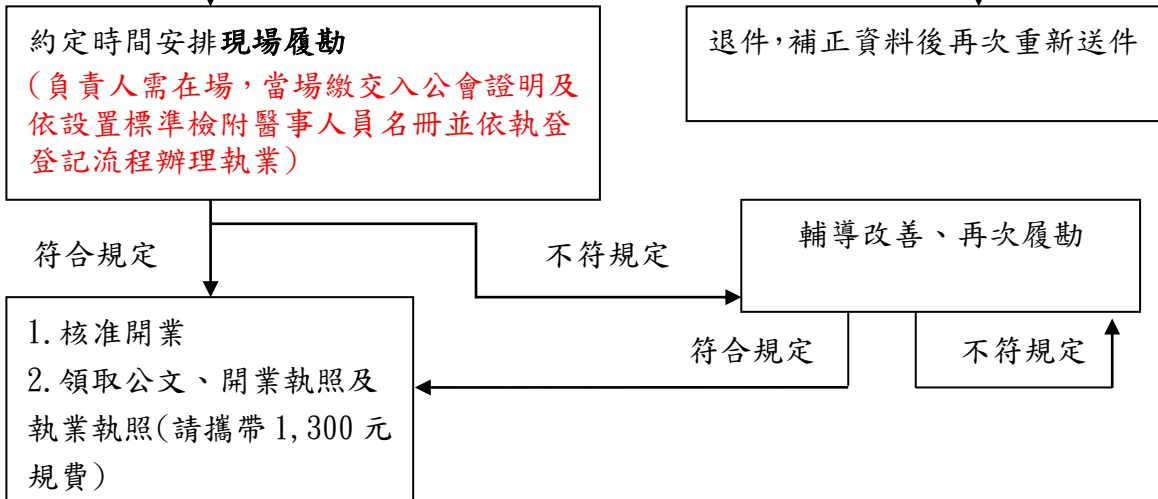 約定時間安排現場履勘
(負責人需在場，當場繳交入公會證明及
依設置標準檢附醫事人員名冊並依執登
登記流程辦理執業)
退件，補正資料後再次重新送件
符合規定
不符規定
輔導改善、再次履勘
符合規定
不符規定
1.核准開業
2.領取公文、開業執照及
執業執照(請攜帶1,300元
規費)